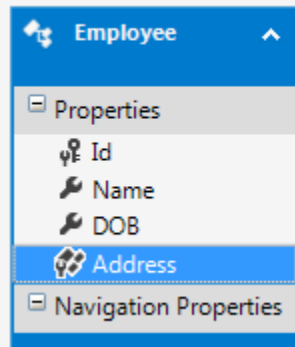 Employee
Properties
Id
Name
DOB
Address
Navigation Properties